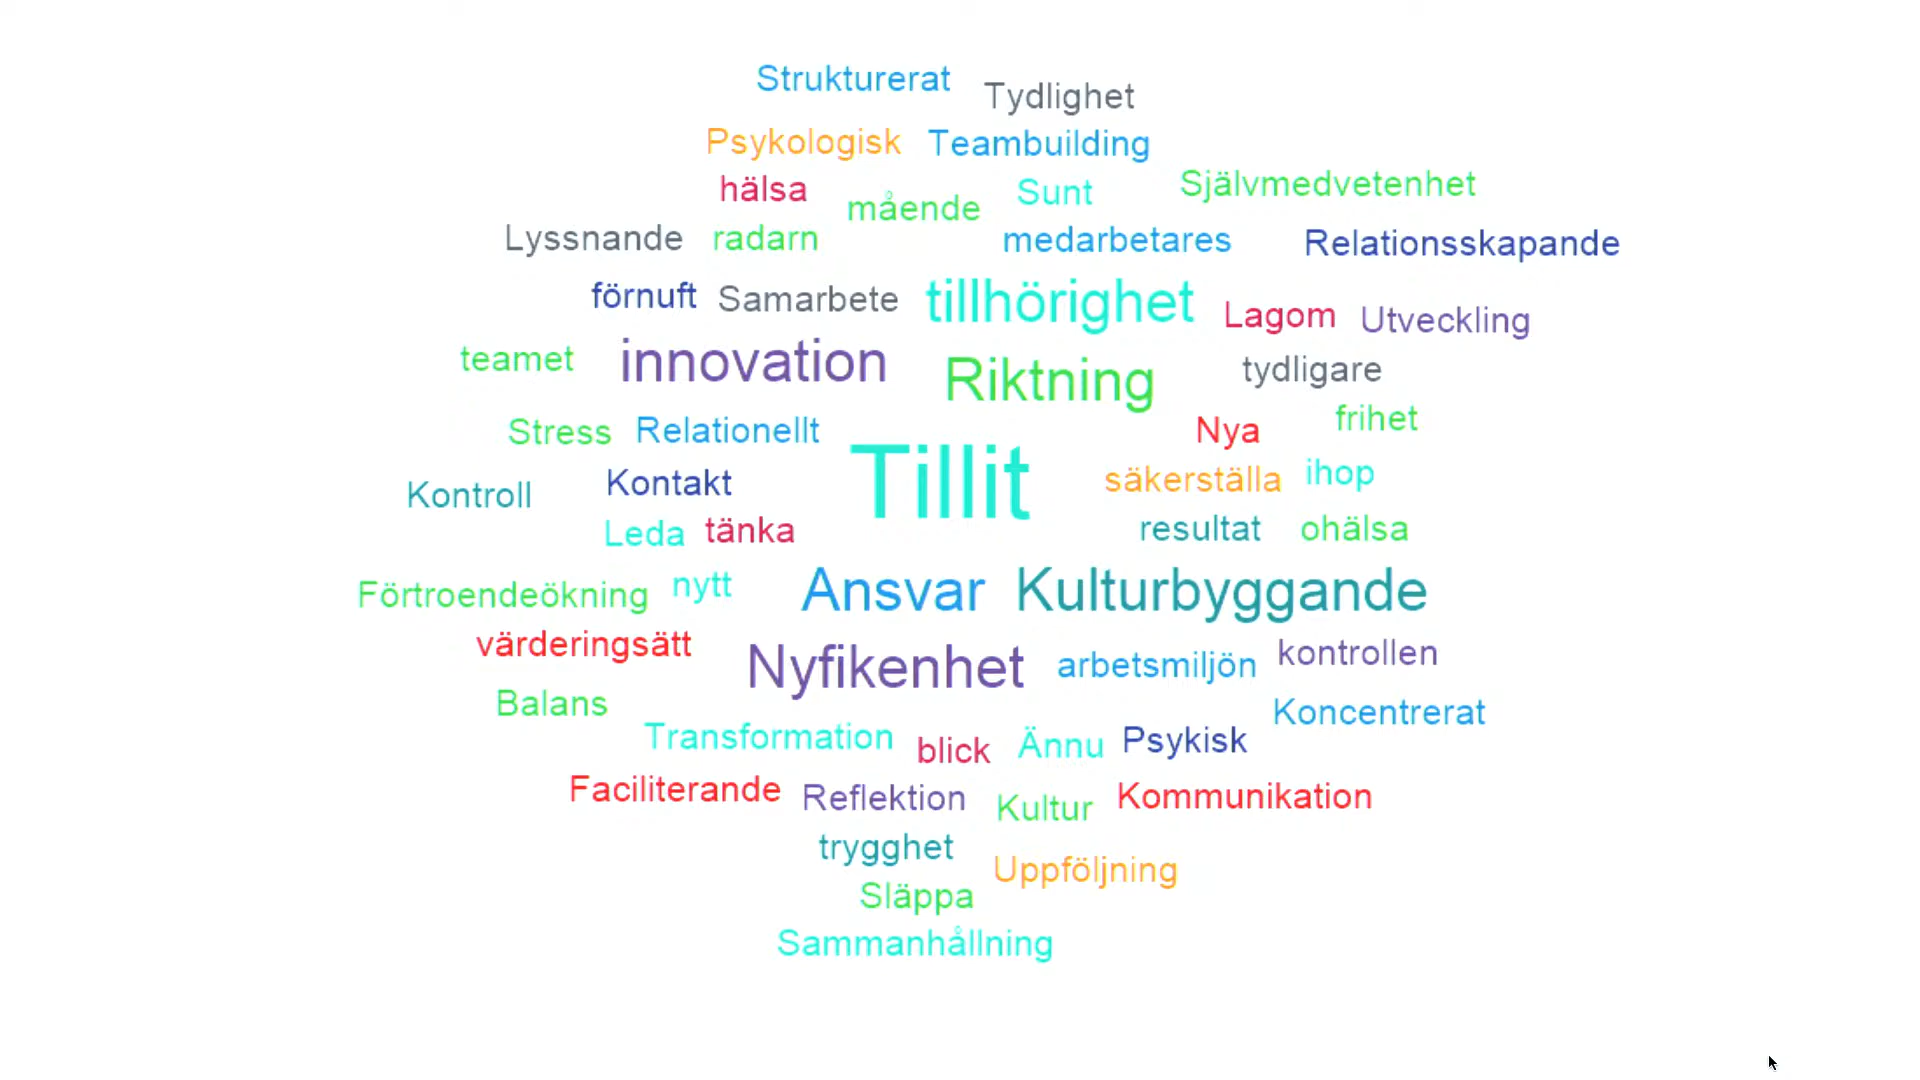 Strukturerat Tydlighet
Psykologisk Teambuilding
hälsa mående Sunt Självmedvetenhet
Lyssnande radarn medarbetares Relationsskapande
förnuft Samarbete tillhörighet Lagom Utveckling
teamet innovation Riktning tydligare
Stress Relationellt Nya frihet
Kontroll Kontakt Tillit säkerställa ihop
Leda tänka resultat ohälsa
Förtroendeökning nytt Ansvar Kulturbyggande
värderingsätt Nyfikenhet arbetsmiljön kontrollen
Balans Koncentrerat
Transformation blick Ännu Psykisk
Faciliterande Reflektion Kultur Kommunikation
trygghet Uppföljning
Släppa
Sammanhållning